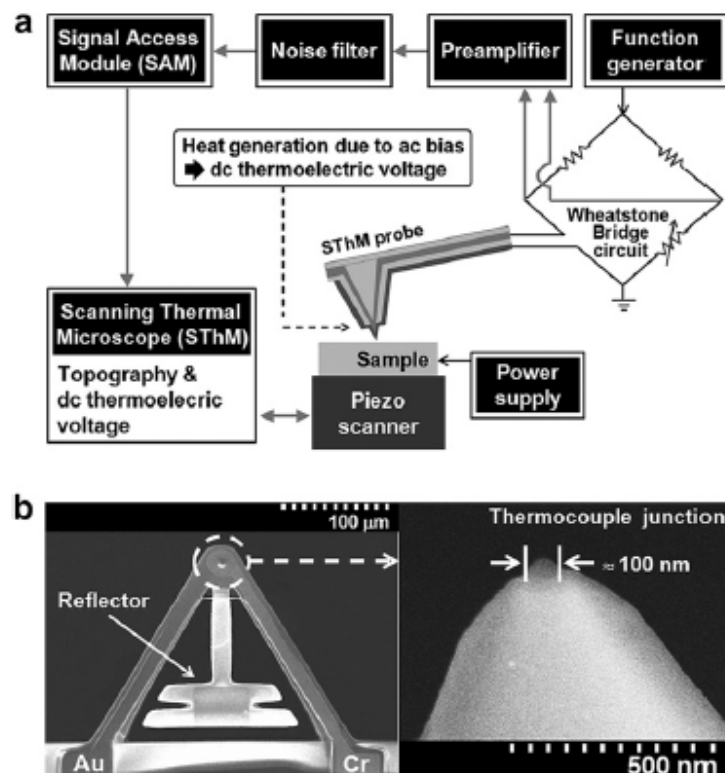 a
Signal Access
Module (SAM)
Noise filter
Preamplifier
Function
generator
Heat generation due to ac bias
➡ dc thermoelectric voltage
SThM probe
Wheatstone
Bridge
circuit
Scanning Thermal
Microscope (SThM)
Topography &
dc thermoelecric
voltage
Sample
Piezo
scanner
Power
supply
b
100 μm
Reflector
Au
Cr
Thermocouple junction
≈ 100 nm
500 nm